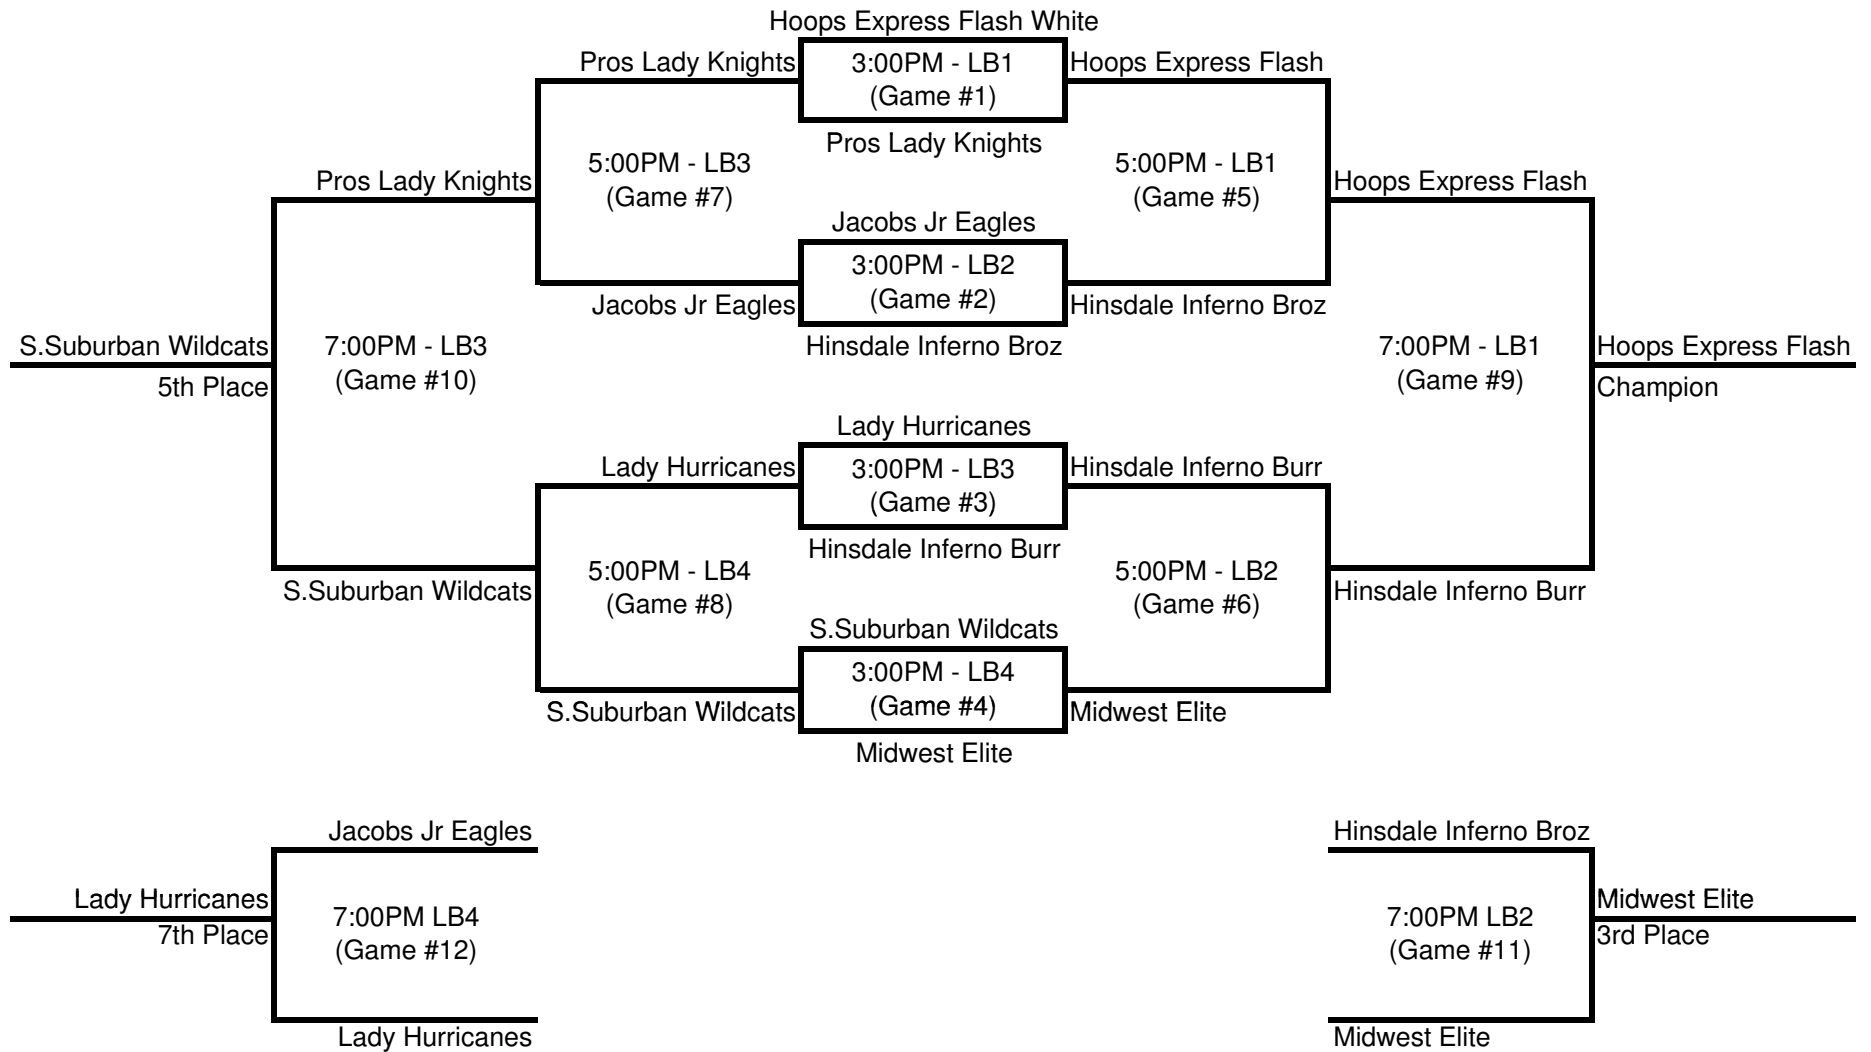 Hoops Express Flash White
Pros Lady Knights
3:00PM - LB1
(Game #1)
Hoops Express Flash
Pros Lady Knights
5:00PM - LB3
(Game #7)
5:00PM - LB1
(Game #5)
Pros Lady Knights
Hoops Express Flash
Jacobs Jr Eagles
3:00PM - LB2
(Game #2)
Jacobs Jr Eagles
Hinsdale Inferno Broz
Hinsdale Inferno Broz
S.Suburban Wildcats
5th Place
7:00PM - LB3
(Game #10)
7:00PM - LB1
(Game #9)
Hoops Express Flash
Champion
Lady Hurricanes
Lady Hurricanes
3:00PM - LB3
(Game #3)
Hinsdale Inferno Burr
Hinsdale Inferno Burr
5:00PM - LB4
(Game #8)
5:00PM - LB2
(Game #6)
S.Suburban Wildcats
Hinsdale Inferno Burr
S.Suburban Wildcats
3:00PM - LB4
(Game #4)
S.Suburban Wildcats
Midwest Elite
Midwest Elite
Jacobs Jr Eagles
Lady Hurricanes
7th Place
7:00PM LB4
(Game #12)
Lady Hurricanes
Hinsdale Inferno Broz
7:00PM LB2
(Game #11)
Midwest Elite
3rd Place
Midwest Elite